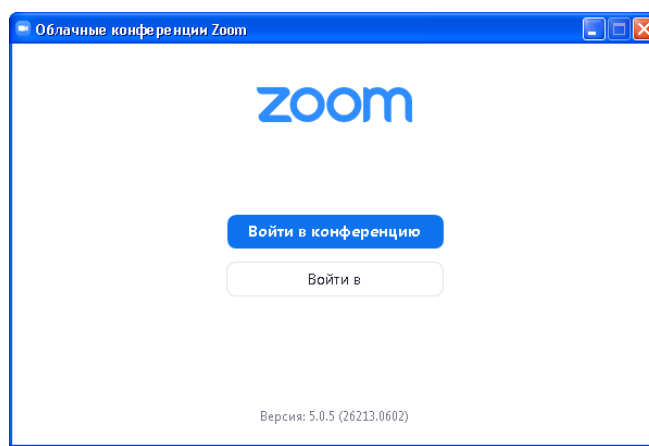 Облачные конференции Zoom
zoom
Войти в конференцию
Войти в
Версия: 5.0.5 (26213.0602)